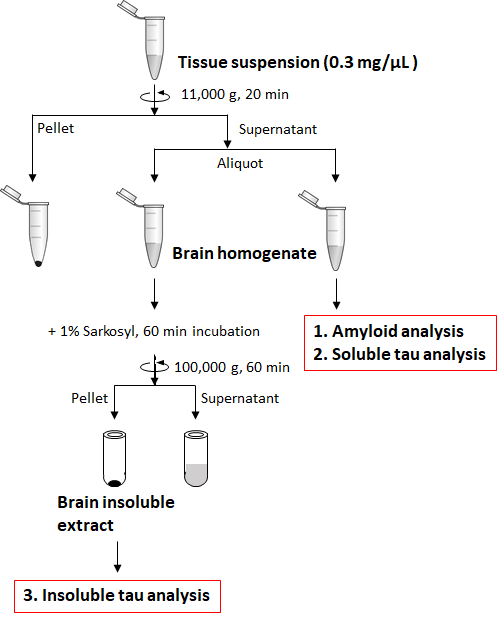 Tissue suspension (0.3 mg/µL )
11,000 g, 20 min
Pellet
Supernatant
Aliquot
Brain homogenate
+ 1% Sarkosyl, 60 min incubation
1. Amyloid analysis
2. Soluble tau analysis
100,000 g, 60 min
Pellet
Supernatant
Brain insoluble
extract
3. Insoluble tau analysis